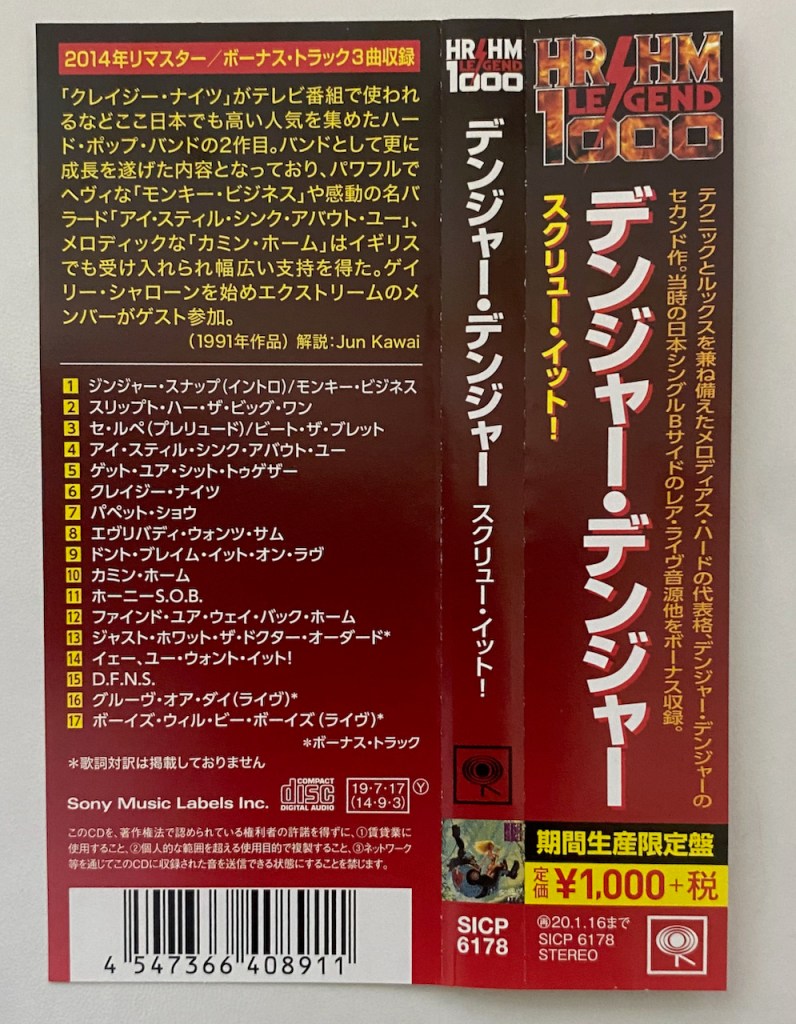 2014年リマスター／ボーナス・トラック3曲収録
「クレイジー・ナイツ」がテレビ番組で使われ
るなどここ日本でも高い人気を集めたハー
ド・ポップ・バンドの2作目。バンドとして更に
成長を遂げた内容となっており、パワフルで
ヘヴィな「モンキー・ビジネス」や感動の名バ
ラード「アイ・スティル・シンク・アバウト・ユー」、
メロディックな「カミン・ホーム」はイギリス
でも受け入れられ幅広い支持を得た。ゲイ
リー・シャローンを始めエクストリームのメ
ンバーがゲスト参加。
（1991年作品） 解説：Jun Kawai
1 ジンジャー・スナップ（イントロ）/モンキー・ビジネス
2 スリップト・ハー・ザ・ビッグ・ワン
3 セ・ルペ（プレリュード）/ビート・ザ・ブレット
4 アイ・スティル・シンク・アバウト・ユー
5 ゲット・ユア・シット・トゥゲザー
6 クレイジー・ナイツ
7 パペット・ショウ
8 エヴリバディ・ウォンツ・サム
9 ドント・ブレイム・イット・オン・ラヴ
10 カミン・ホーム
11 ホーニーS.O.B.
12 ファインド・ユア・ウェイ・バック・ホーム
13 ジャスト・ホワット・ザ・ドクター・オーダード*
14 イェー、ユー・ウォント・イット！
15 D.F.N.S.
16 グルーヴ・オア・ダイ（ライヴ）*
17 ボーイズ・ウィル・ビー・ボーイズ（ライヴ）*
*ボーナス・トラック
*歌詞対訳は掲載しておりません
Sony Music Labels Inc.
COMPACT
disc
DIGITAL AUDIO
19・7・17
(14・9・3)
Ⓨ
このCDを、著作権法で認められている権利者の許諾を得ずに、①賃貸業に
使用すること、②個人的な範囲を超える使用目的で複製すること、③ネットワーク
等を通じてこのCDに収録された音を送信できる状態にすることを禁じます。
4 547366 408911
HR/HM
LEGEND
1000
デンジャー・デンジャー スクリュー・イット！
SICP
6178
HR/HM
LEGEND
1000
テクニックとルックスを兼ね備えたメロディアス・ハードの代表格、デンジャー・デンジャーの
セカンド作。当時の日本シングルBサイドのレア・ライヴ音源他をボーナス収録。
デンジャー・デンジャー
スクリュー・イット！
期間生産限定盤
定価 ¥1,000+税
㊢20.1.16まで
SICP 6178
STEREO